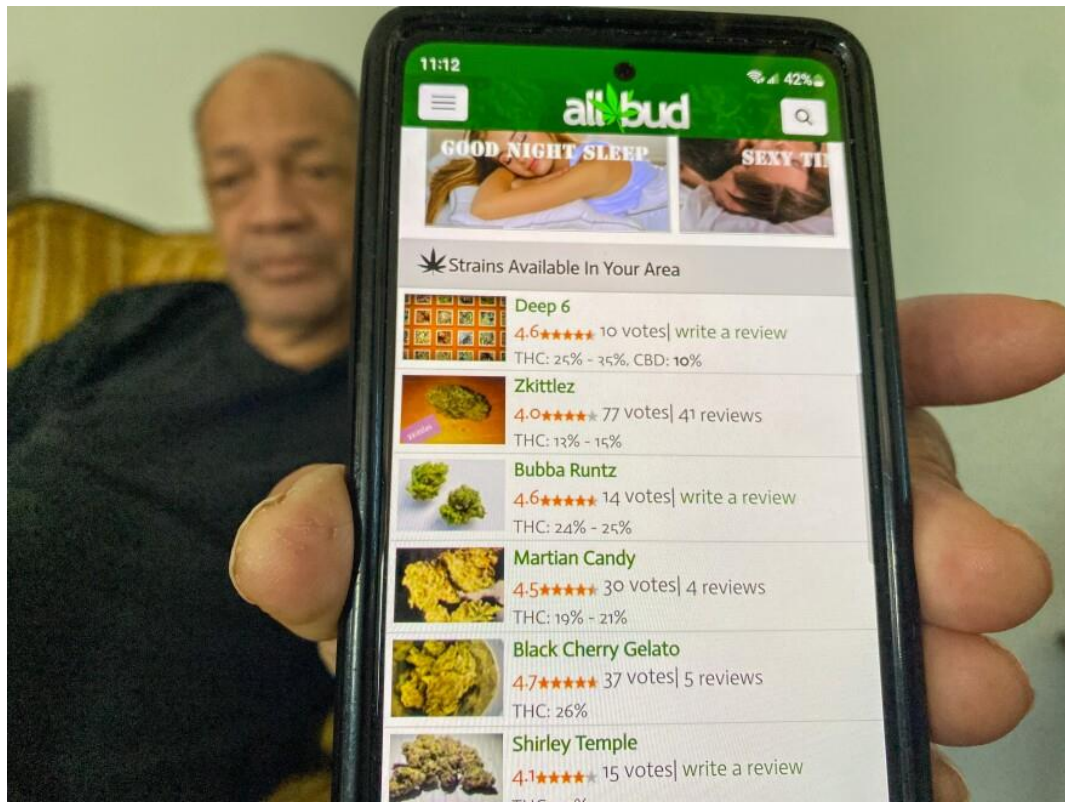 11:12
42%
allbud
GOOD NIGHT SLEEP
SEXY TI
Strains Available In Your Area
Deep 6
4.6 10 votes| write a review
THC: 25% - 35%, CBD: 10%
Zkittlez
4.0 77 votes| 41 reviews
THC: 13% - 15%
Bubba Runtz
4.6 14 votes| write a review
THC: 24% - 25%
Martian Candy
4.5 30 votes| 4 reviews
THC: 19% - 21%
Black Cherry Gelato
4.7 37 votes| 5 reviews
THC: 26%
Shirley Temple
4.1 15 votes| write a review